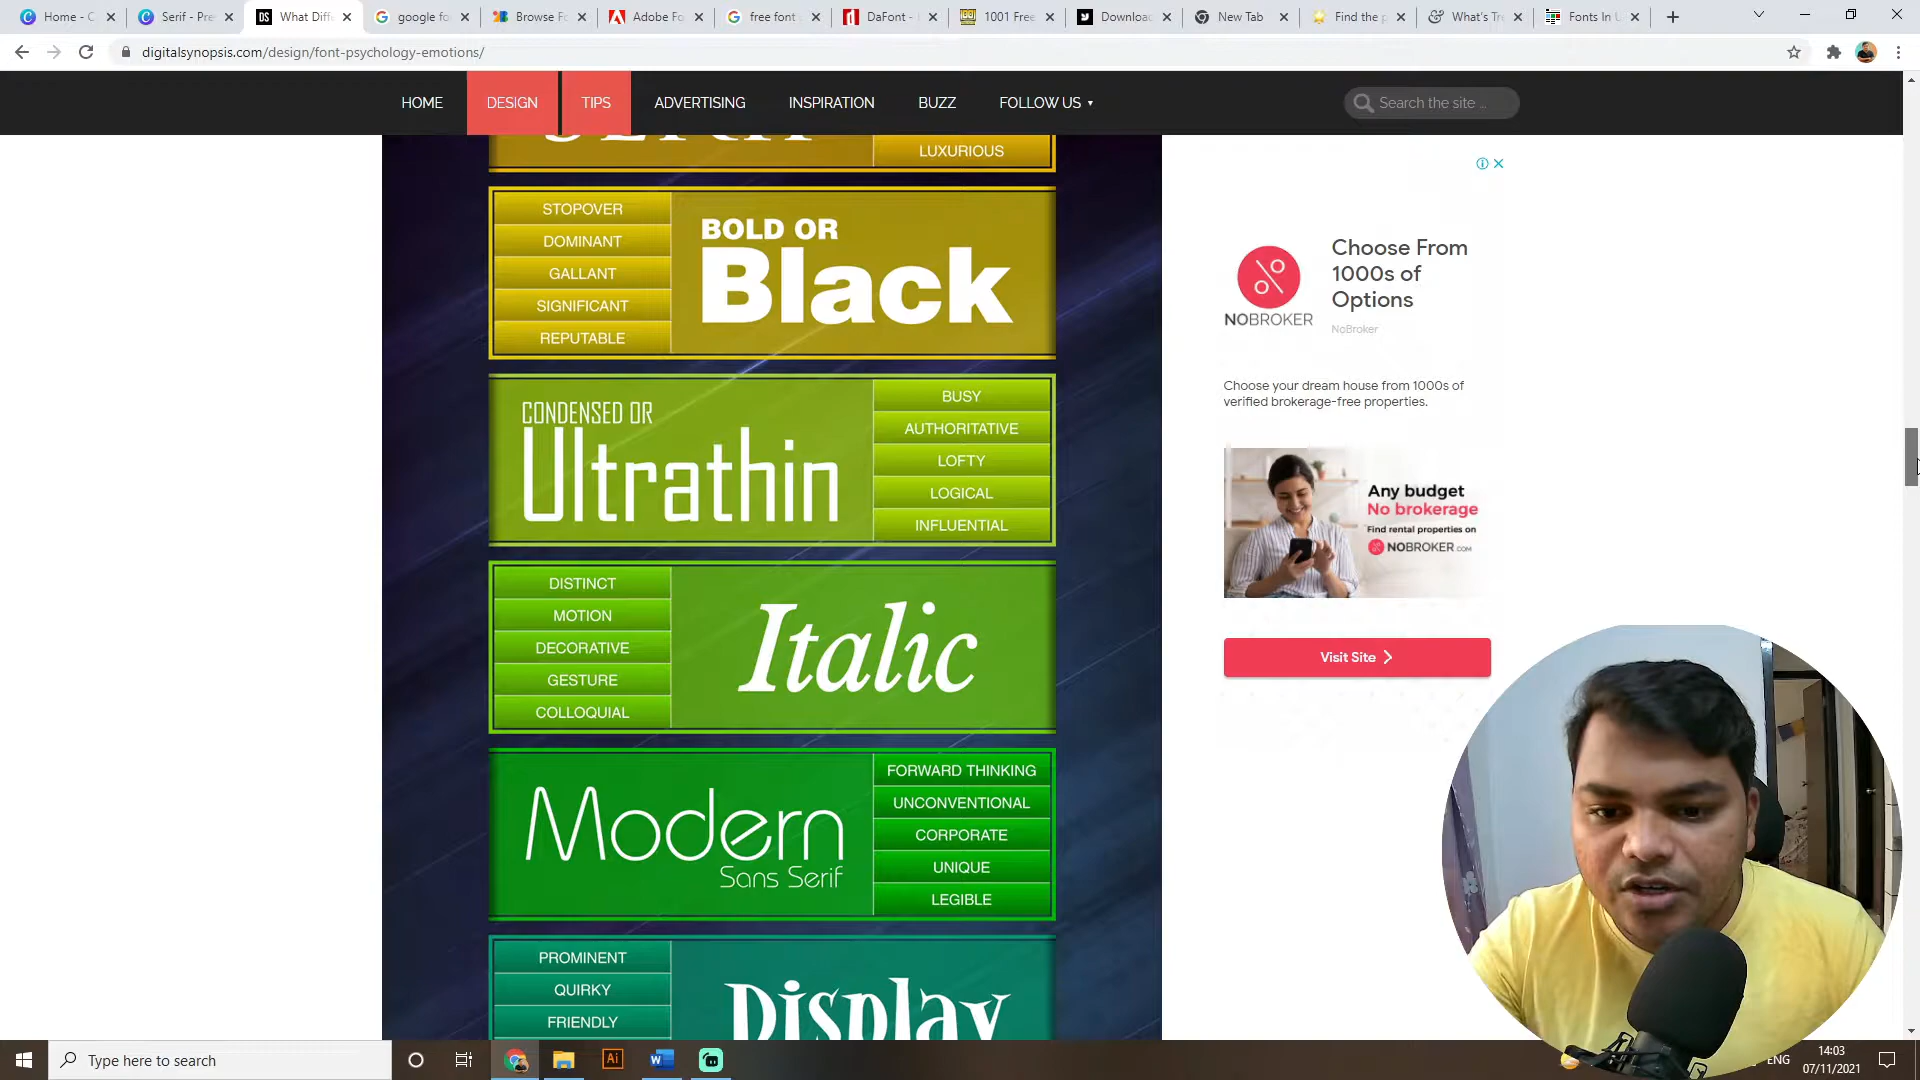 Home - C
Serif - Pre
DS What Diff
google fo
Browse Fo
Adobe Fo
free font
DaFont -
1001 Free
Downloac
New Tab
Find the p
What's Tre
Fonts In U
digitalsynopsis.com/design/font-psychology-emotions/
HOME
DESIGN
TIPS
ADVERTISING
INSPIRATION
BUZZ
FOLLOW US
Search the site ...
LUXURIOUS
STOPOVER
DOMINANT
GALLANT
SIGNIFICANT
REPUTABLE
BOLD OR
Black
CONDENSED OR
Ultrathin
BUSY
AUTHORITATIVE
LOFTY
LOGICAL
INFLUENTIAL
DISTINCT
MOTION
DECORATIVE
GESTURE
COLLOQUIAL
Italic
Modern
Sans Serif
FORWARD THINKING
UNCONVENTIONAL
CORPORATE
UNIQUE
LEGIBLE
PROMINENT
QUIRKY
FRIENDLY
Display
NOBROKER
Choose From
1000s of
Options
NoBroker
Choose your dream house from 1000s of
verified brokerage-free properties.
Any budget
No brokerage
Find rental properties on
NOBROKER.COM
Visit Site
Type here to search
Ai
W
ENG
14:03
07/11/2021